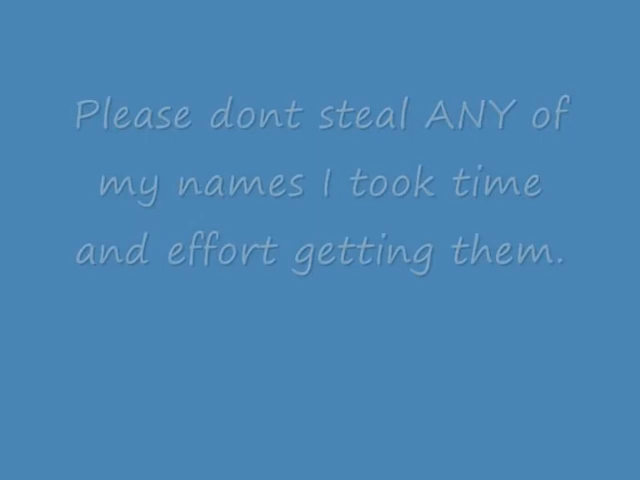 Please dont steal ANY of
my names I took time
and effort getting them.